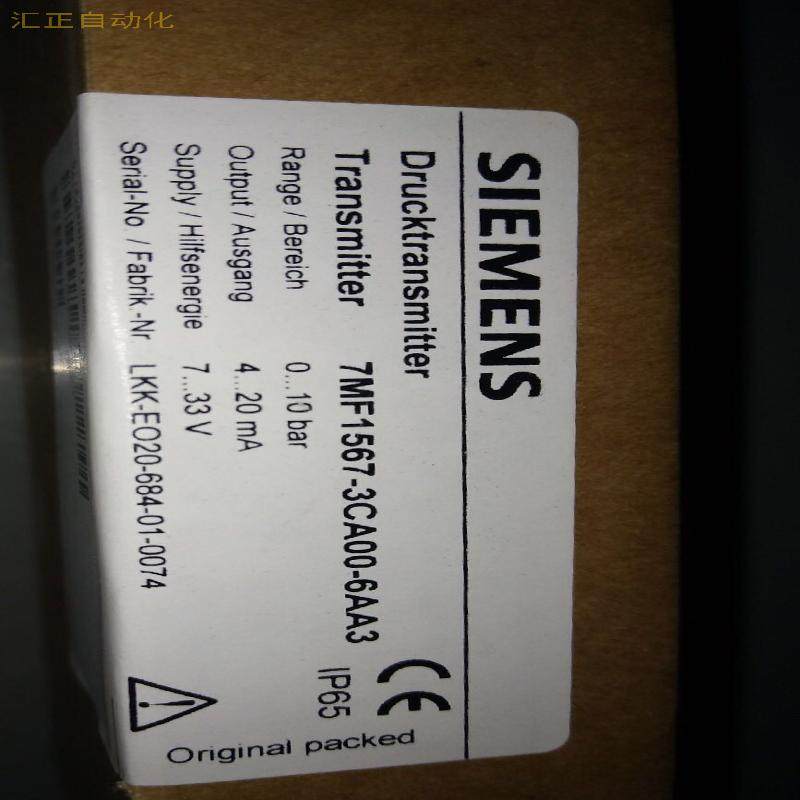 汇正自动化
SIEMENS
Drucktransmitter
Transmitter 7MF1567-3CA00-6AA3
Range / Bereich 0...10 bar IP65
Output / Ausgang 4...20 mA
Supply / Hilfsenergie 7...33 V
Serial-No. / Fabrik.-Nr LKK-EO20-684-01-0074
CE
Original packed